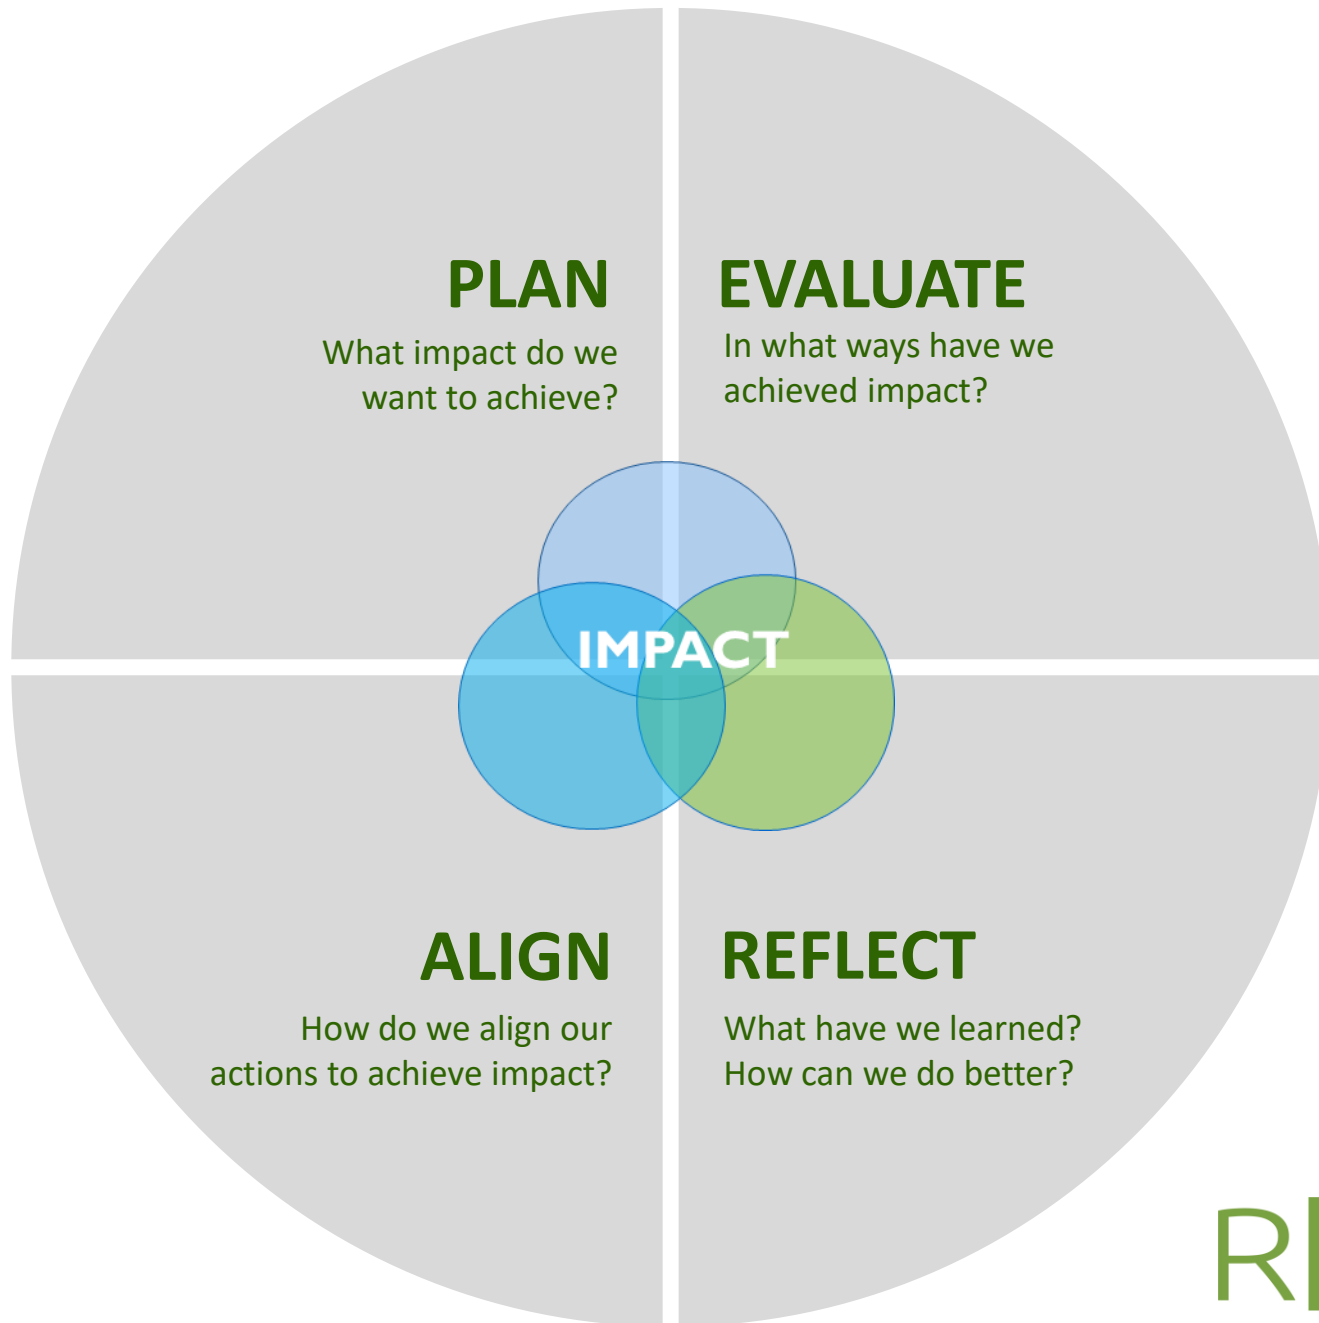 PLAN
What impact do we
want to achieve?
EVALUATE
In what ways have we
achieved impact?
IMPACT
ALIGN
How do we align our
actions to achieve impact?
REFLECT
What have we learned?
How can we do better?
R